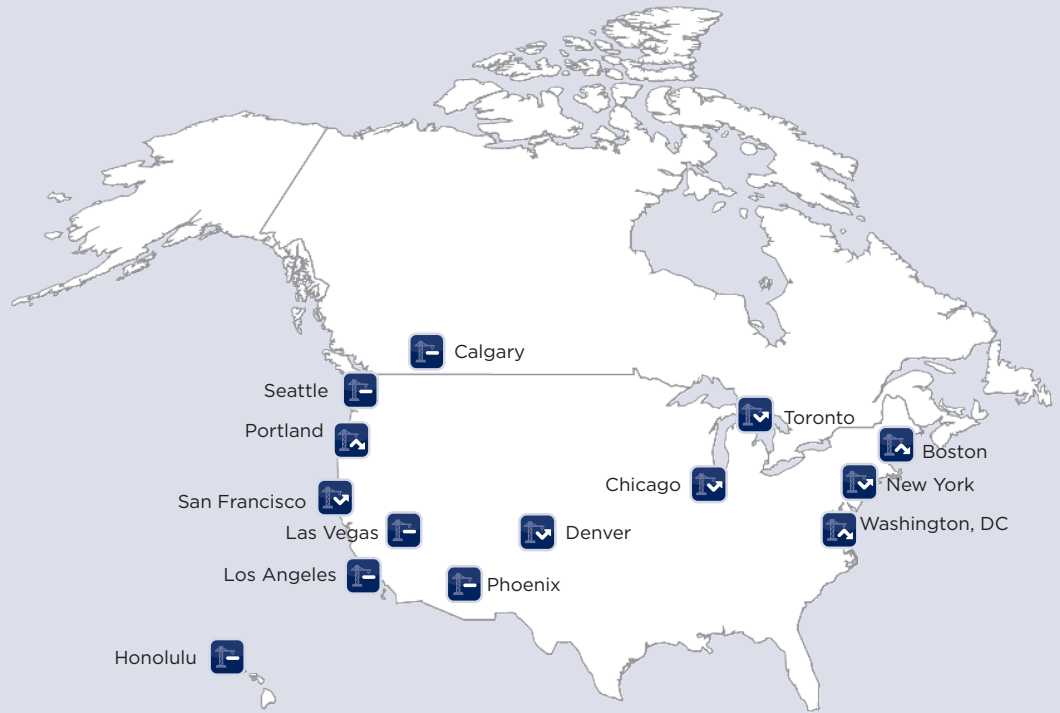 Calgary
Seattle
Toronto
Portland
Boston
Chicago
New York
San Francisco
Washington, DC
Las Vegas
Denver
Los Angeles
Phoenix
Honolulu